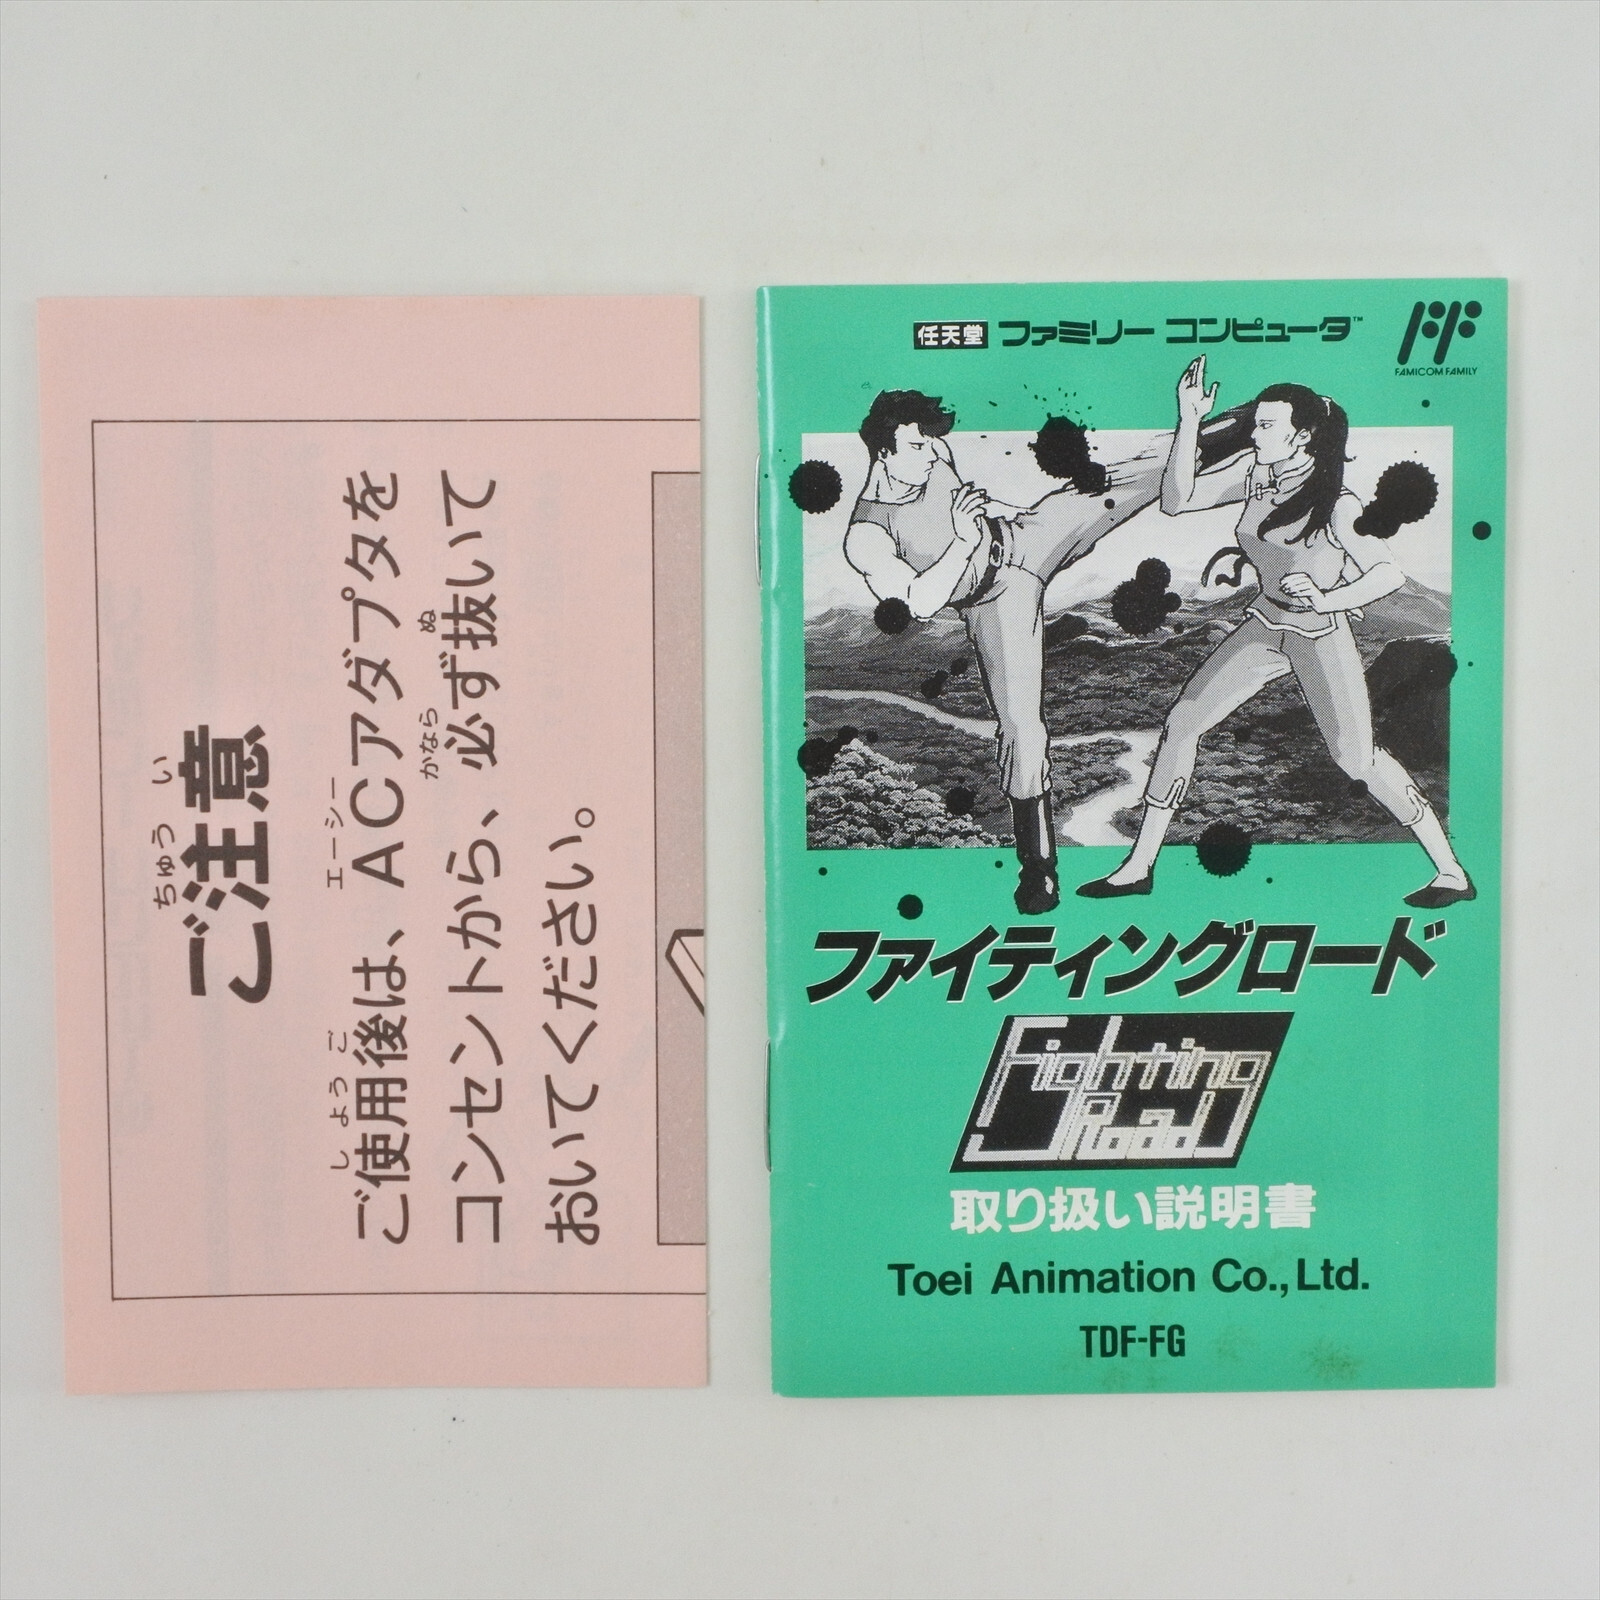 ちゅう い
ご注意
し よう ご エーシー
ご使用後は、ACアダプタを
かなら ぬ
コンセントから、必ず抜いて
おいてください。
任天堂 ファミリー コンピュータ™
FAMICOM FAMILY
ファイティングロード
Fighting
Road
取り扱い説明書
Toei Animation Co., Ltd.
TDF-FG